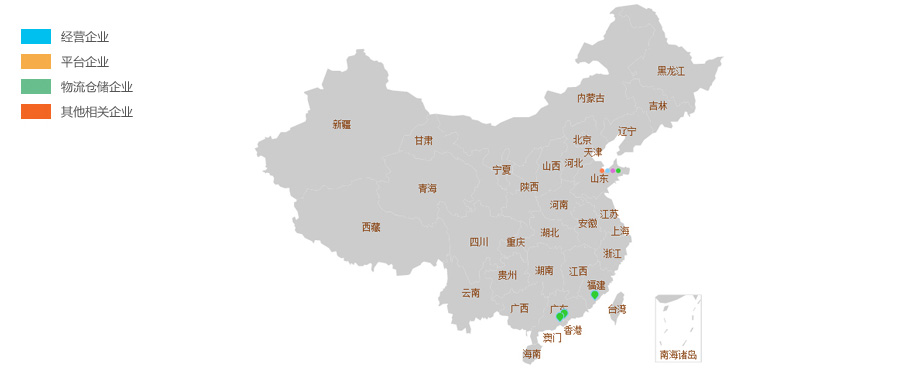 经营企业
平台企业
物流仓储企业
其他相关企业
黑龙江
内蒙古
吉林
新疆
辽宁
甘肃
北京
天津
宁夏
山西
河北
青海
陕西
山东
河南
江苏
西藏
安徽
上海
四川
重庆
湖北
浙江
贵州
湖南
江西
福建
云南
广西
广东
台湾
香港
澳门
海南
南海诸岛